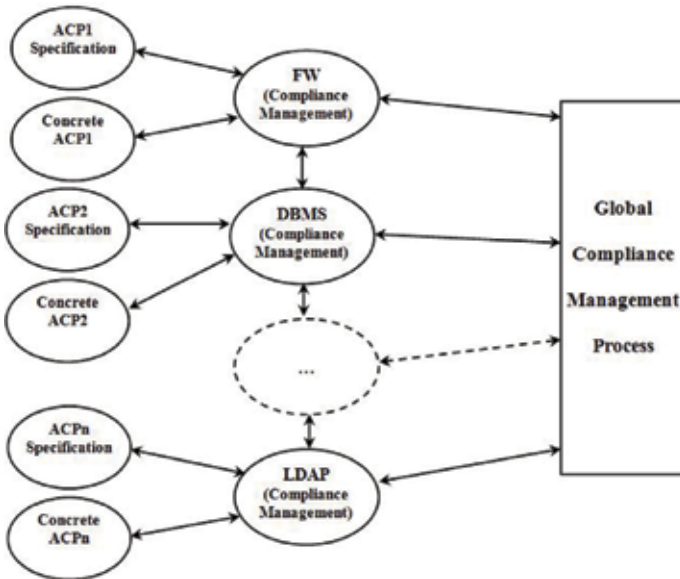 ACP1
Specification
FW
(Compliance
Management)
Concrete
ACP1
ACP2
Specification
DBMS
(Compliance
Management)
Global
Compliance
Management
Process
Concrete
ACP2
...
ACPn
Specification
LDAP
(Compliance
Management)
Concrete
ACPn